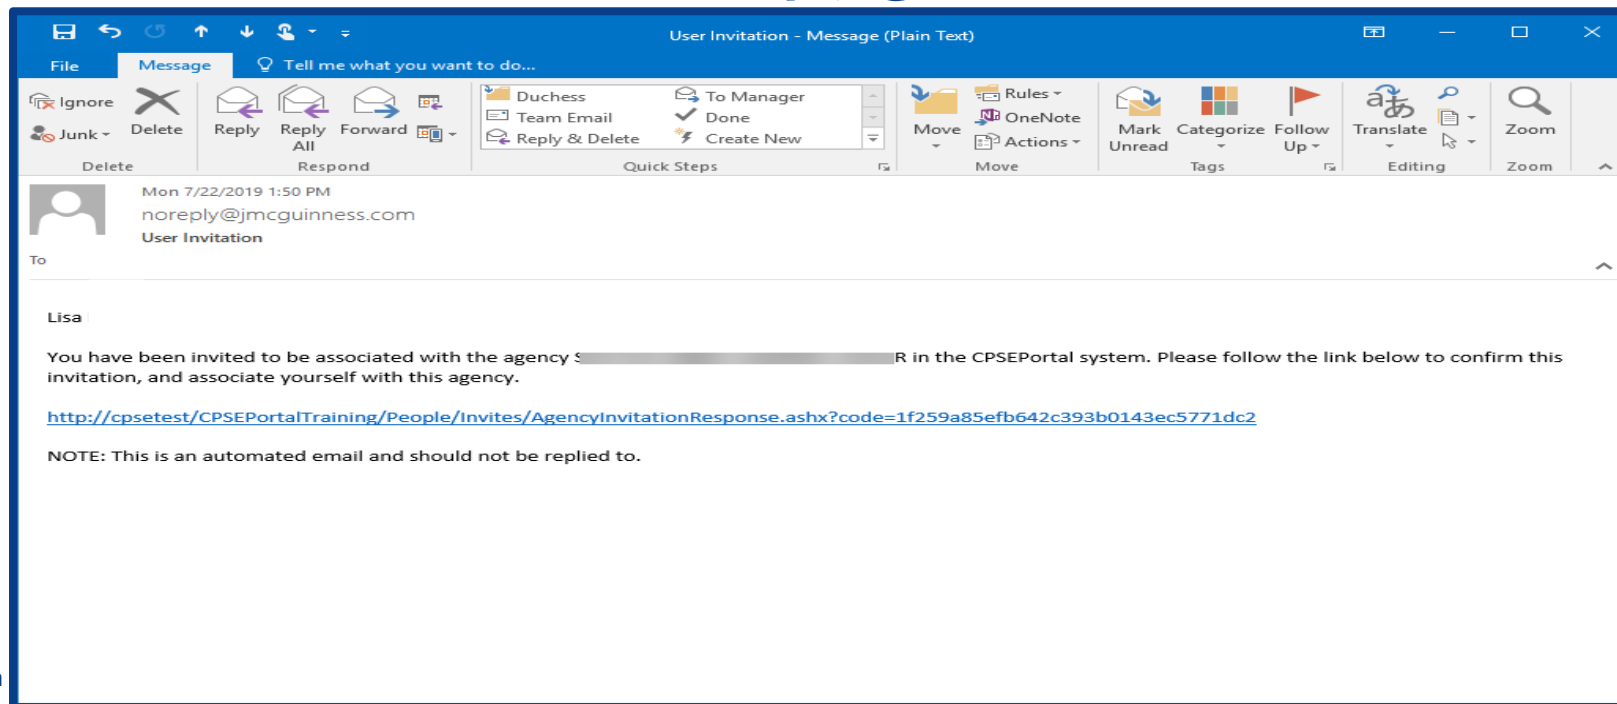 User Invitation - Message (Plain Text)
File Message Tell me what you want to do...
Ignore
Junk
Delete
Reply
Reply All
Forward
Duchess
Team Email
Reply & Delete
To Manager
Done
Create New
Move
Rules
OneNote
Actions
Mark Unread
Categorize
Follow Up
Translate
Zoom
Delete Respond Quick Steps Move Tags Editing Zoom
Mon 7/22/2019 1:50 PM
noreply@jmcguinness.com
User Invitation
To
Lisa
You have been invited to be associated with the agency S R in the CPSEPortal system. Please follow the link below to confirm this
invitation, and associate yourself with this agency.
http://cpsetest/CPSEPortalTraining/People/Invites/AgencyInvitationResponse.ashx?code=1f259a85efb642c393b0143ec5771dc2
NOTE: This is an automated email and should not be replied to.